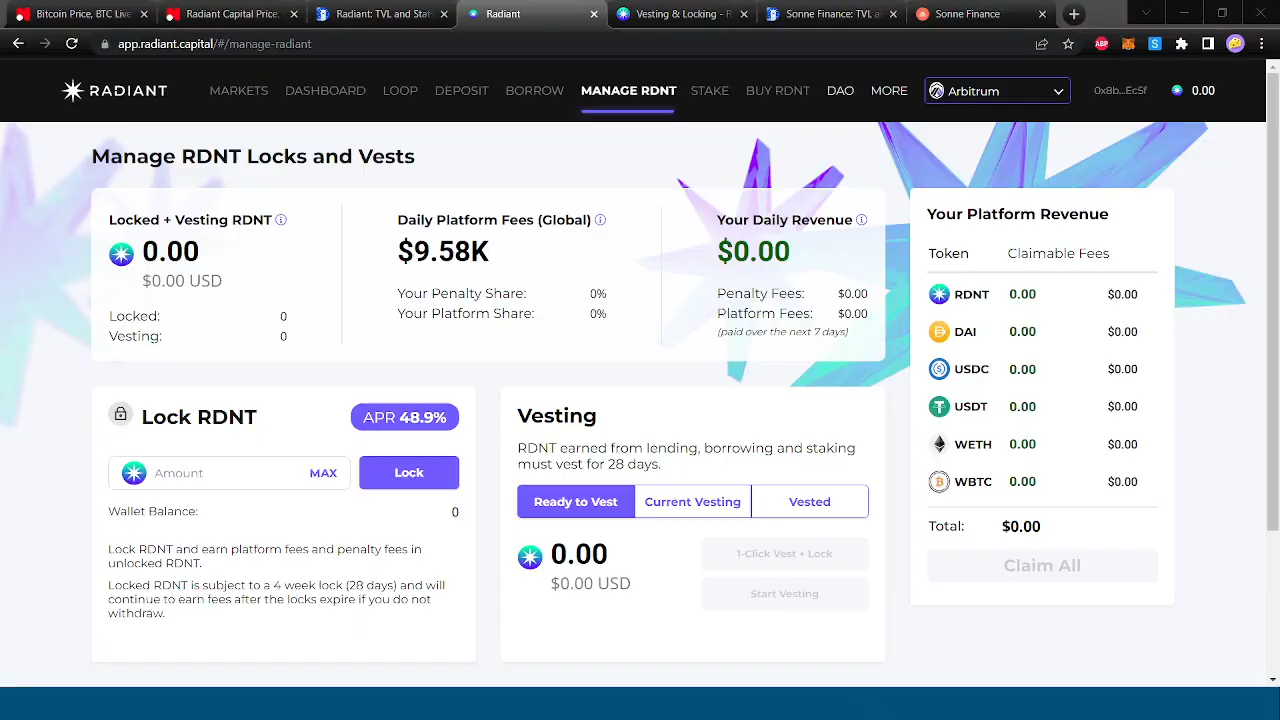 Bitcoin Price, BTC Live
Radiant Capital Price,
Radiant: TVL and Stats
Radiant
Vesting & Locking - R
Sonne Finance: TVL a
Sonne Finance
app.radiant.capital/#/manage-radiant
ABP
S
RADIANT
MARKETS
DASHBOARD
LOOP
DEPOSIT
BORROW
MANAGE RDNT
STAKE
BUY RDNT
DAO
MORE
Arbitrum
0x8b...Ec5f
0.00
Manage RDNT Locks and Vests
Locked + Vesting RDNT
0.00
$0.00 USD
Locked: 0
Vesting: 0
Daily Platform Fees (Global)
$9.58K
Your Penalty Share: 0%
Your Platform Share: 0%
Your Daily Revenue
$0.00
Penalty Fees: $0.00
Platform Fees: $0.00
(paid over the next 7 days)
Your Platform Revenue
Token Claimable Fees
RDNT 0.00 $0.00
DAI 0.00 $0.00
USDC 0.00 $0.00
USDT 0.00 $0.00
WETH 0.00 $0.00
WBTC 0.00 $0.00
Total: $0.00
Claim All
Lock RDNT
APR 48.9%
Amount MAX
Lock
Wallet Balance: 0
Lock RDNT and earn platform fees and penalty fees in
unlocked RDNT.
Locked RDNT is subject to a 4 week lock (28 days) and will
continue to earn fees after the locks expire if you do not
withdraw.
Vesting
RDNT earned from lending, borrowing and staking
must vest for 28 days.
Ready to Vest
Current Vesting
Vested
0.00
$0.00 USD
1-Click Vest + Lock
Start Vesting